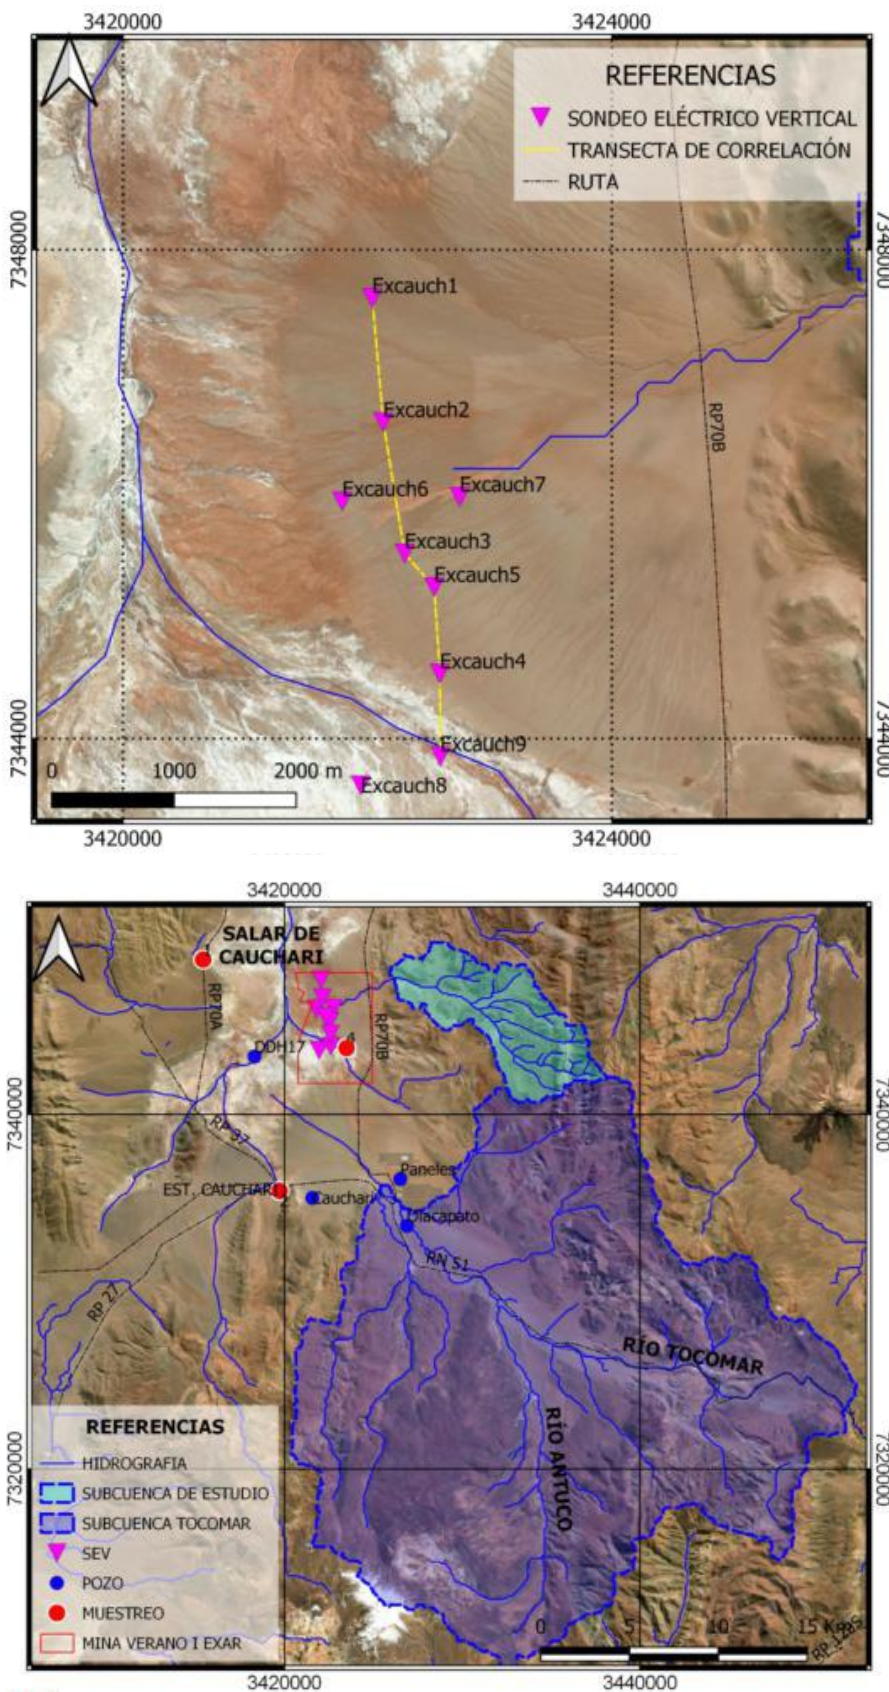 3420000
3424000
REFERENCIAS
SONDEO ELÉCTRICO VERTICAL
TRANSECTA DE CORRELACIÓN
RUTA
7348000
7348000
Excauch1
Excauch2
RP70B
Excauch6
Excauch7
Excauch3
Excauch5
Excauch4
7344000
7344000
Excauch9
0
1000
2000 m
Excauch8
3420000
3424000
3420000
3440000
SALAR DE
CAUCHARI
RP70A
RP70B
4
DDH17
7340000
7340000
RP 37
Paneles
EST. CAUCHARI
2
Cauchari
Olacapato
RN 51
RP 27
RÍO TOCOMAR
RÍO ANTUCO
REFERENCIAS
HIDROGRAFIA
7320000
7320000
SUBCUENCA DE ESTUDIO
SUBCUENCA TOCOMAR
SEV
POZO
MUESTREO
MINA VERANO I EXAR
0
5
10
15 Km
3420000
3440000